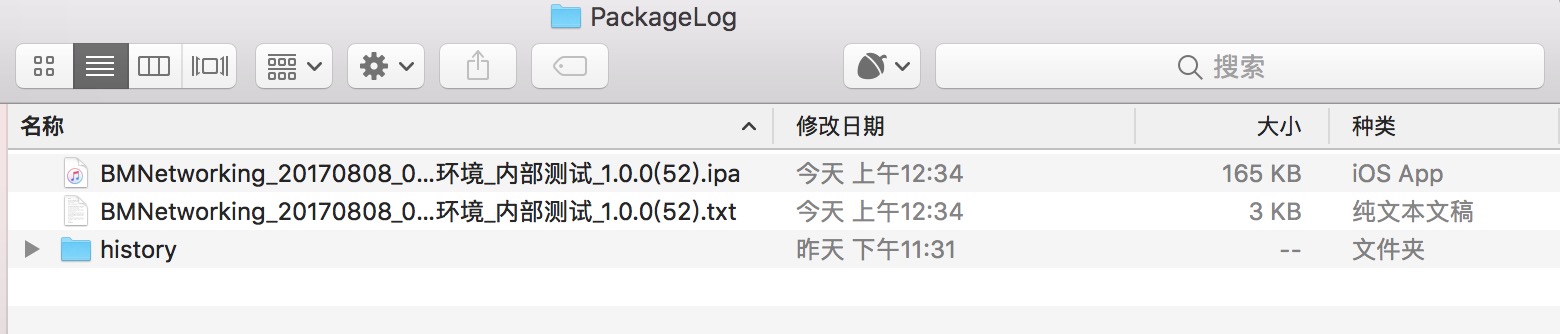 PackageLog
搜索
名称 修改日期 大小 种类
BMNetworking_20170808_0...环境_内部测试_1.0.0(52).ipa 今天 上午12:34 165 KB iOS App
BMNetworking_20170808_0...环境_内部测试_1.0.0(52).txt 今天 上午12:34 3 KB 纯文本文稿
history 昨天 下午11:31 -- 文件夹